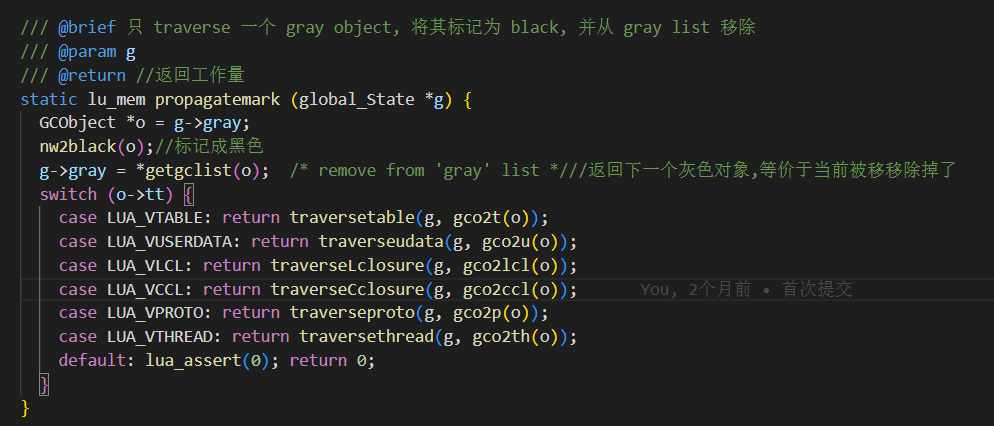 /// @brief 只 traverse 一个 gray object, 将其标记为 black, 并从 gray list 移除
/// @param g
/// @return //返回工作量
static lu_mem propagatemark (global_State *g) {
  GCObject *o = g->gray;
  nw2black(o);//标记成黑色
  g->gray = *getgclist(o);  /* remove from 'gray' list *///返回下一个灰色对象,等价于当前被移移除掉了
  switch (o->tt) {
    case LUA_VTABLE: return traversetable(g, gco2t(o));
    case LUA_VUSERDATA: return traverseudata(g, gco2u(o));
    case LUA_VLCL: return traverseLclosure(g, gco2lcl(o));
    case LUA_VCCL: return traverseCclosure(g, gco2ccl(o));      You, 2个月前 • 首次提交
    case LUA_VPROTO: return traverseproto(g, gco2p(o));
    case LUA_VTHREAD: return traversethread(g, gco2th(o));
    default: lua_assert(0); return 0;
  }
}